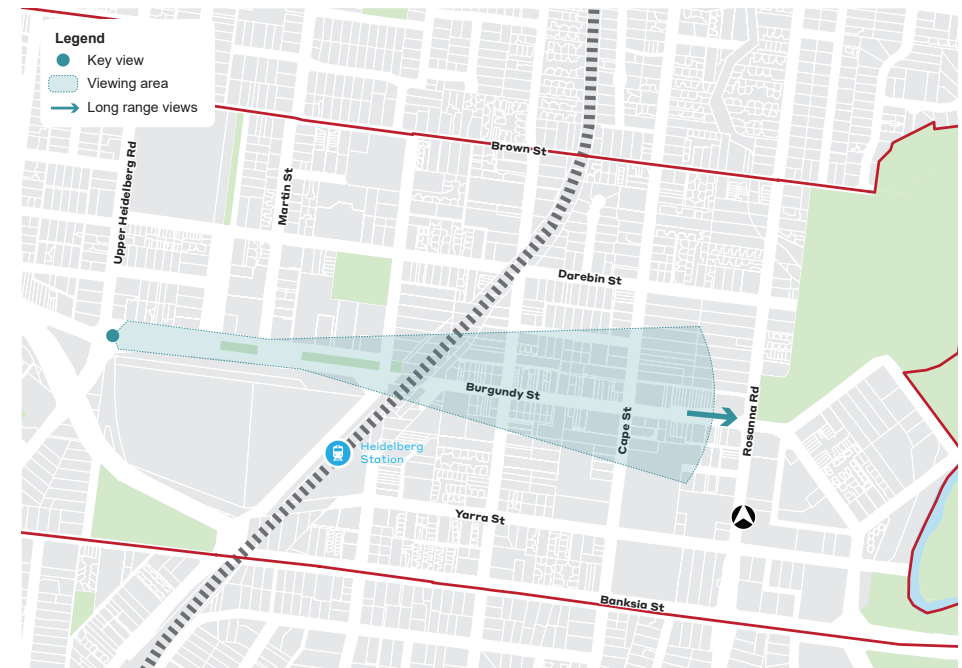 Legend
Key view
Viewing area
Long range views
Brown St
Upper Heidelberg Rd
Martin St
Darebin St
Burgundy St
Cape St
Rosanna Rd
Heidelberg
Station
Yarra St
Banksia St